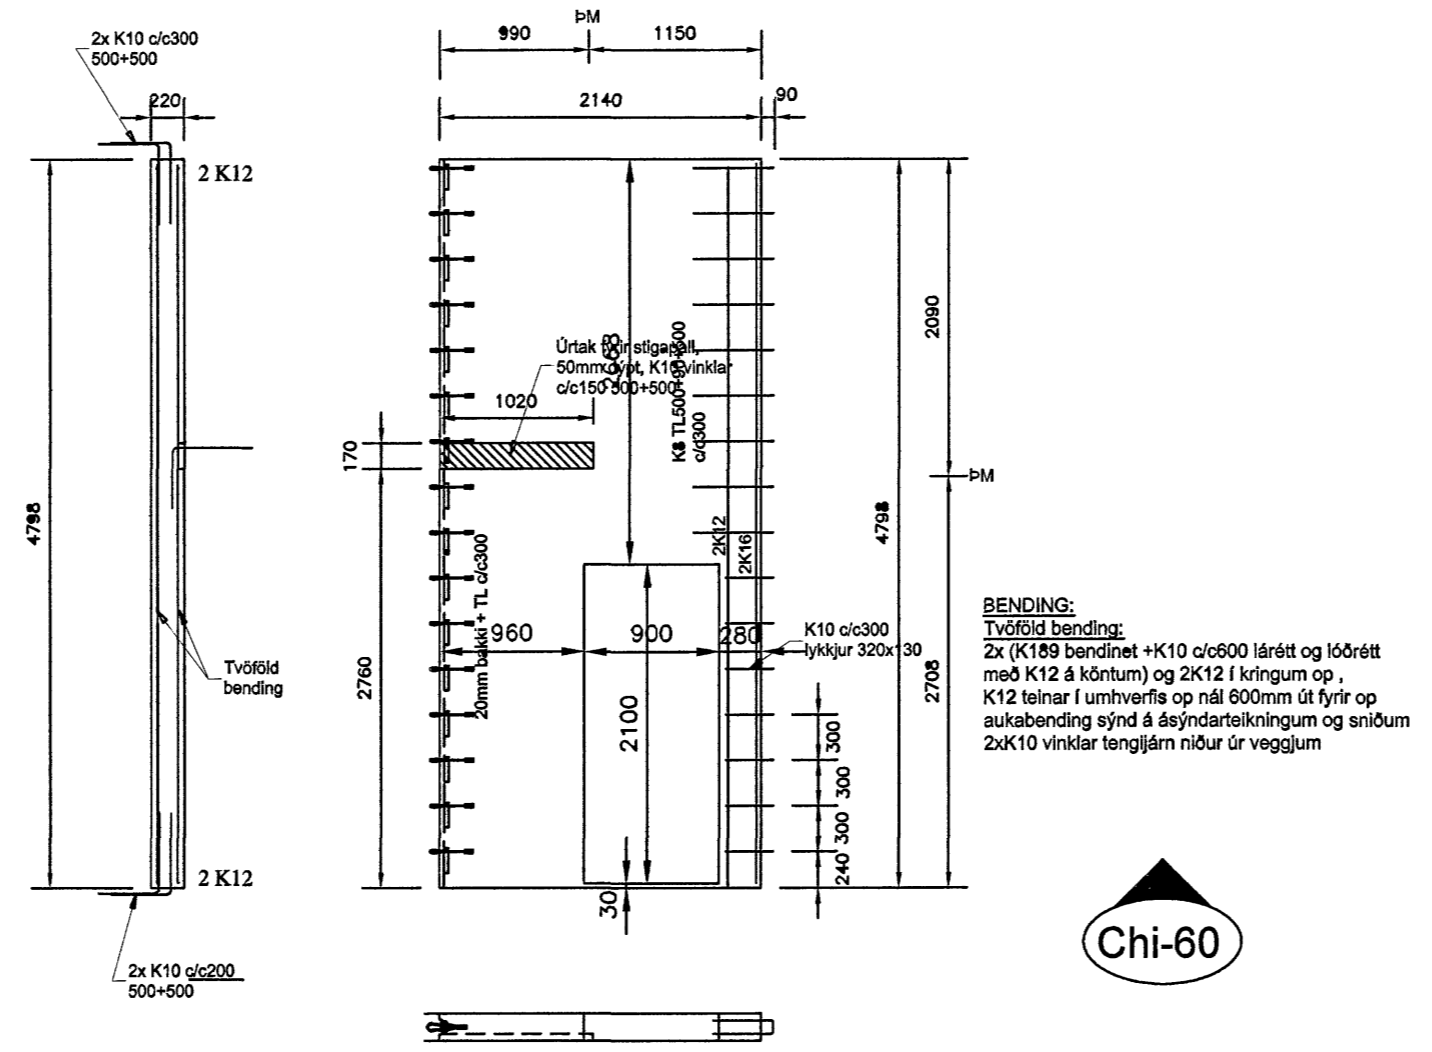 2x K10 c/c300
500+500
220
2 K12
4798
Tvöföld
bending
2 K12
2x K10 c/c200
500+500
ÞM
990
1150
2140
90
Úrtak fyrir stigapall,
50mm dýpt, K10 vinklar
c/c150 500+500
2668
K8 TL500+90+500
c/c300
1020
170
2760
20mm bakki + TL c/c300
960
900
280
2K12
2K16
K10 c/c300
lykkjur 320x130
2100
30
300
300
300
240
4798
2090
ÞM
2708
BENDING:
Tvöföld bending:
2x (K189 bendinet +K10 c/c600 lárétt og lóðrétt
með K12 á köntum) og 2K12 í kringum op ,
K12 teinar í umhverfis op nái 600mm út fyrir op
aukabending sýnd á ásýndarteikningum og sniðum
2xK10 vinklar tengijárn niður úr veggjum
Chi-60